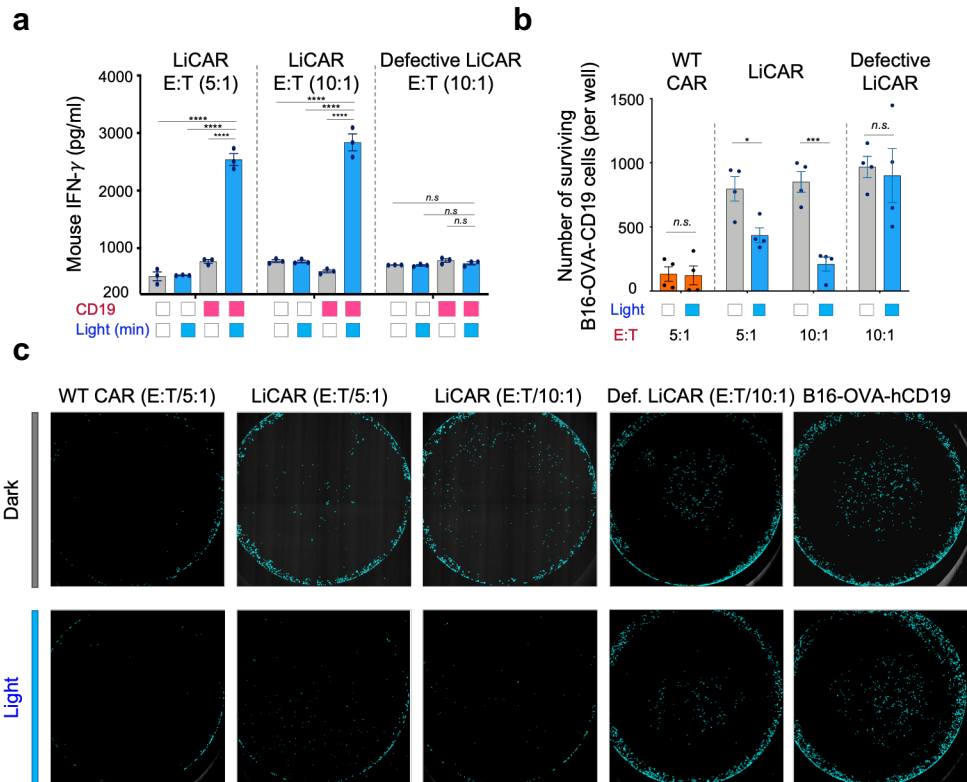 a
LiCAR
E:T (5:1)
LiCAR
E:T (10:1)
Defective LiCAR
E:T (10:1)
Mouse IFN-γ (pg/ml)
4000
3000
2000
1000
200
****
****
****
****
****
****
n.s
n.s
n.s
CD19
Light (min)
b
WT
CAR
LiCAR
Defective
LiCAR
Number of surviving
B16-OVA-CD19 cells (per well)
1500
1000
500
0
n.s.
*
***
n.s.
Light
E:T
5:1
5:1
10:1
10:1
c
WT CAR (E:T/5:1)
LiCAR (E:T/5:1)
LiCAR (E:T/10:1)
Def. LiCAR (E:T/10:1)
B16-OVA-hCD19
Dark
Light